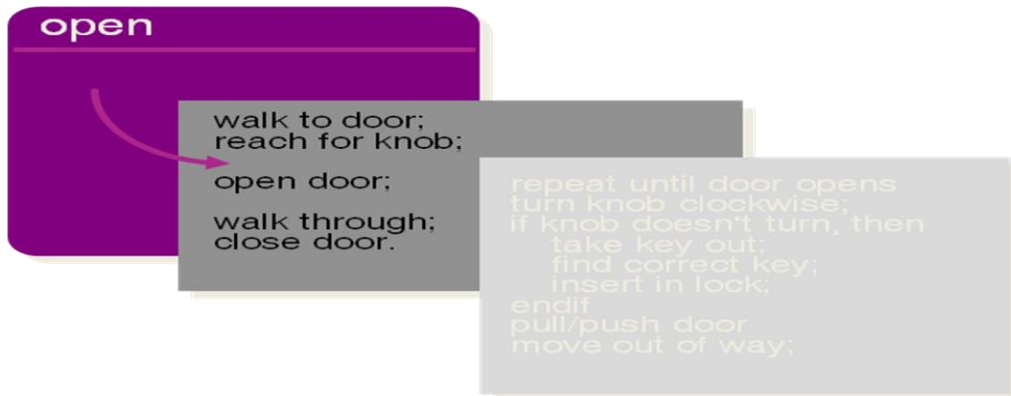 open
walk to door;
reach for knob;
open door;
walk through;
close door.
repeat until door opens
turn knob clockwise;
if knob doesn't turn, then
take key out;
find correct key;
insert in lock;
endif
pull/push door
move out of way;